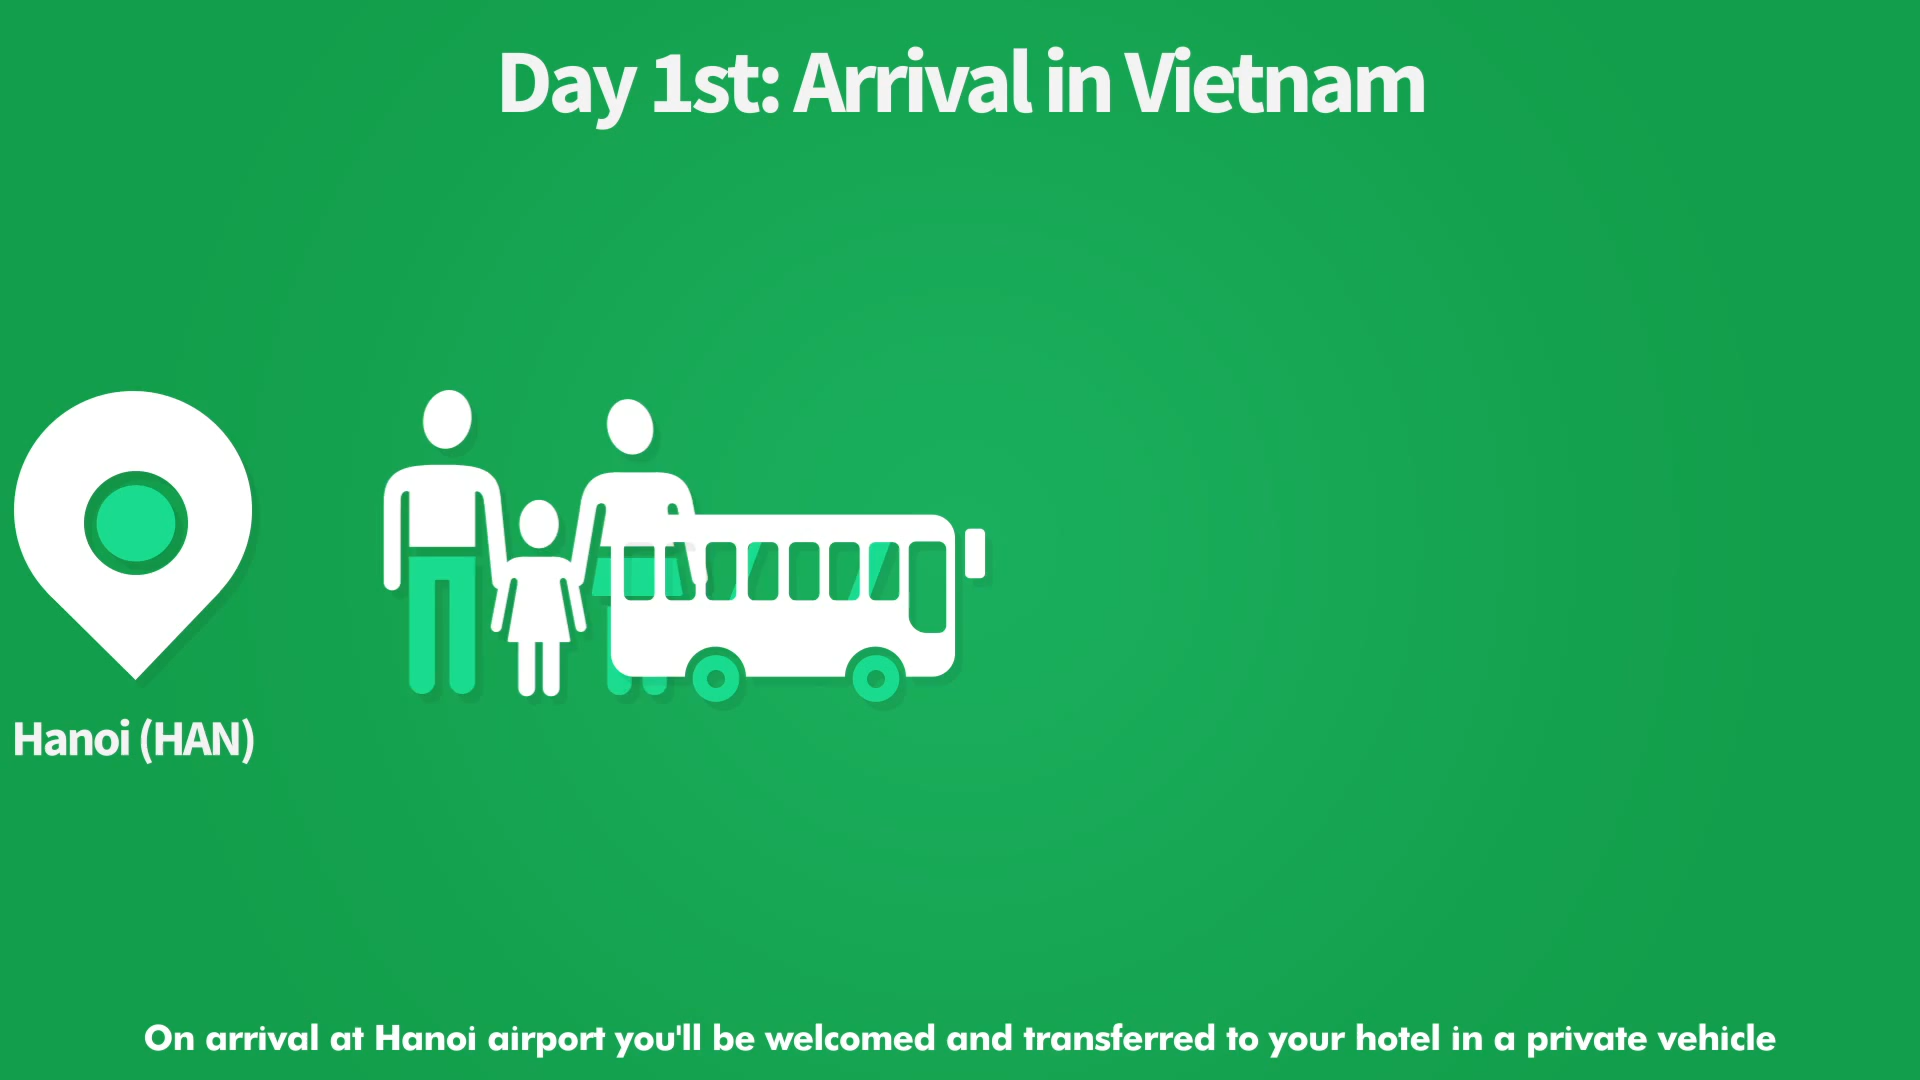 Day 1st: Arrival in Vietnam
Hanoi (HAN)
On arrival at Hanoi airport you'll be welcomed and transferred to your hotel in a private vehicle